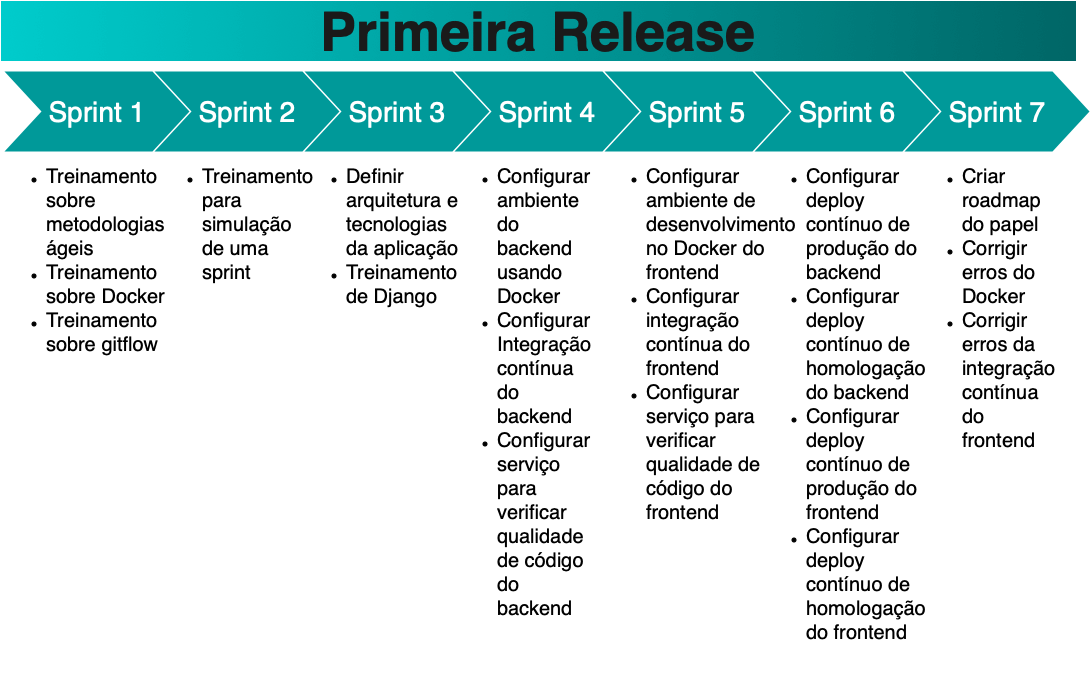 Primeira Release
Sprint 1
Sprint 2
Sprint 3
Sprint 4
Sprint 5
Sprint 6
Sprint 7
• Treinamento
sobre
metodologias
ágeis
• Treinamento
sobre Docker
• Treinamento
sobre gitflow
• Treinamento
para
simulação
de uma
sprint
• Definir
arquitetura e
tecnologias
da aplicação
• Treinamento
de Django
• Configurar
ambiente
do
backend
usando
Docker
• Configurar
Integração
contínua
do
backend
• Configurar
serviço
para
verificar
qualidade
de código
do
backend
• Configurar
ambiente de
desenvolvimento
no Docker do
frontend
• Configurar
integração
contínua do
frontend
• Configurar
serviço para
verificar
qualidade de
código do
frontend
• Configurar
deploy
contínuo de
produção do
backend
• Configurar
deploy
contínuo de
homologação
do backend
• Configurar
deploy
contínuo de
produção do
frontend
• Configurar
deploy
contínuo de
homologação
do frontend
• Criar
roadmap
do papel
• Corrigir
erros do
Docker
• Corrigir
erros da
integração
contínua
do
frontend